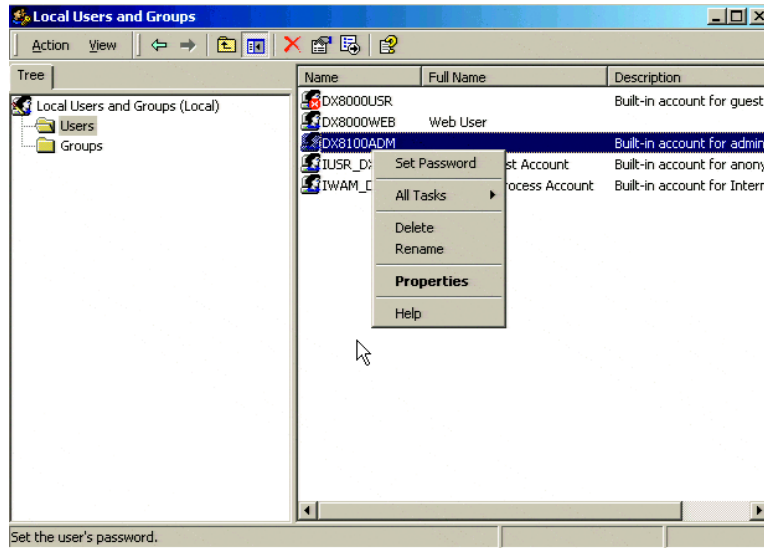 Local Users and Groups
Action View
Tree
Name Full Name Description
Local Users and Groups (Local)
Users
Groups
DX8000USR Built-in account for guest
DX8000WEB Web User
DX8100ADM Built-in account for admin
IUSR_DX st Account Built-in account for anony
IWAM_D rocess Account Built-in account for Intern
Set Password
All Tasks
Delete
Rename
Properties
Help
Set the user's password.